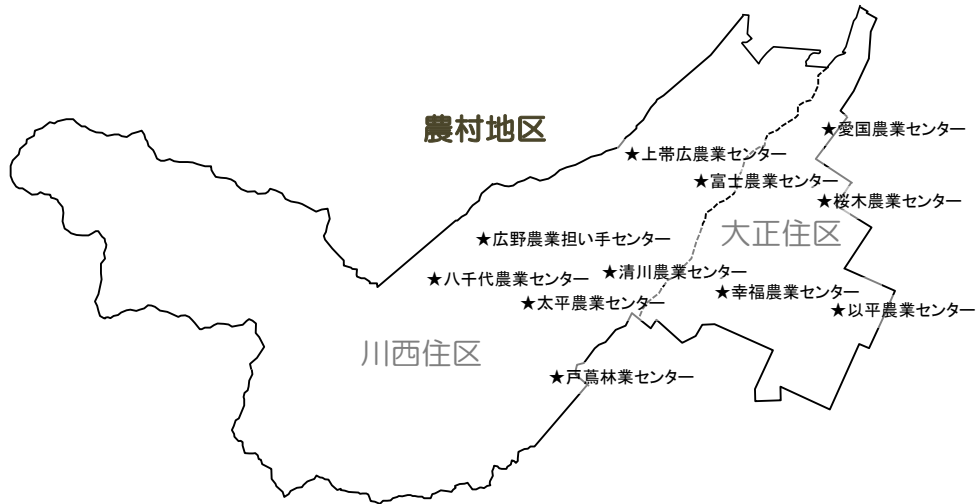 農村地区
★愛国農業センター
★上帯広農業センター
★富士農業センター
★桜木農業センター
大正住区
★広野農業担い手センター
★八千代農業センター
★清川農業センター
★幸福農業センター
★太平農業センター
★以平農業センター
川西住区
★戸蔦林業センター